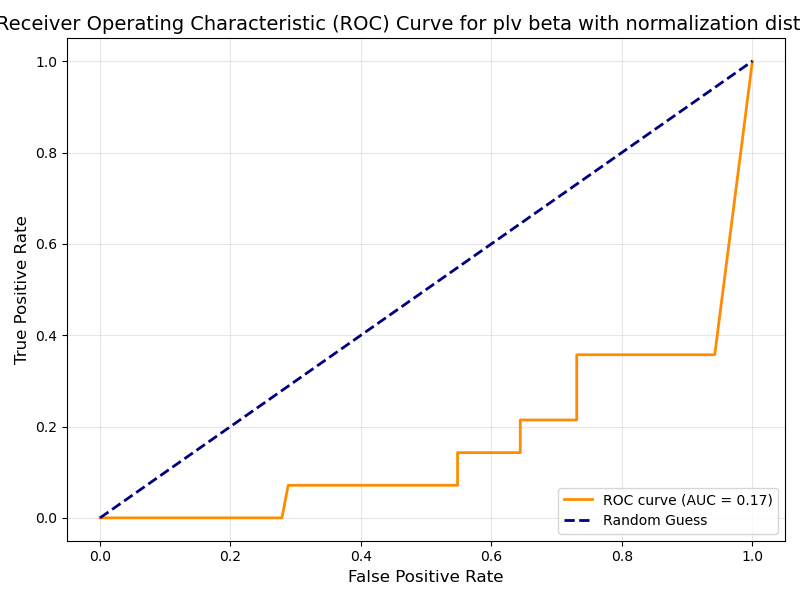 Receiver Operating Characteristic (ROC) Curve for plv beta with normalization dist
True Positive Rate
1.0
0.8
0.6
0.4
0.2
0.0
ROC curve (AUC = 0.17)
Random Guess
0.0 0.2 0.4 0.6 0.8 1.0
False Positive Rate